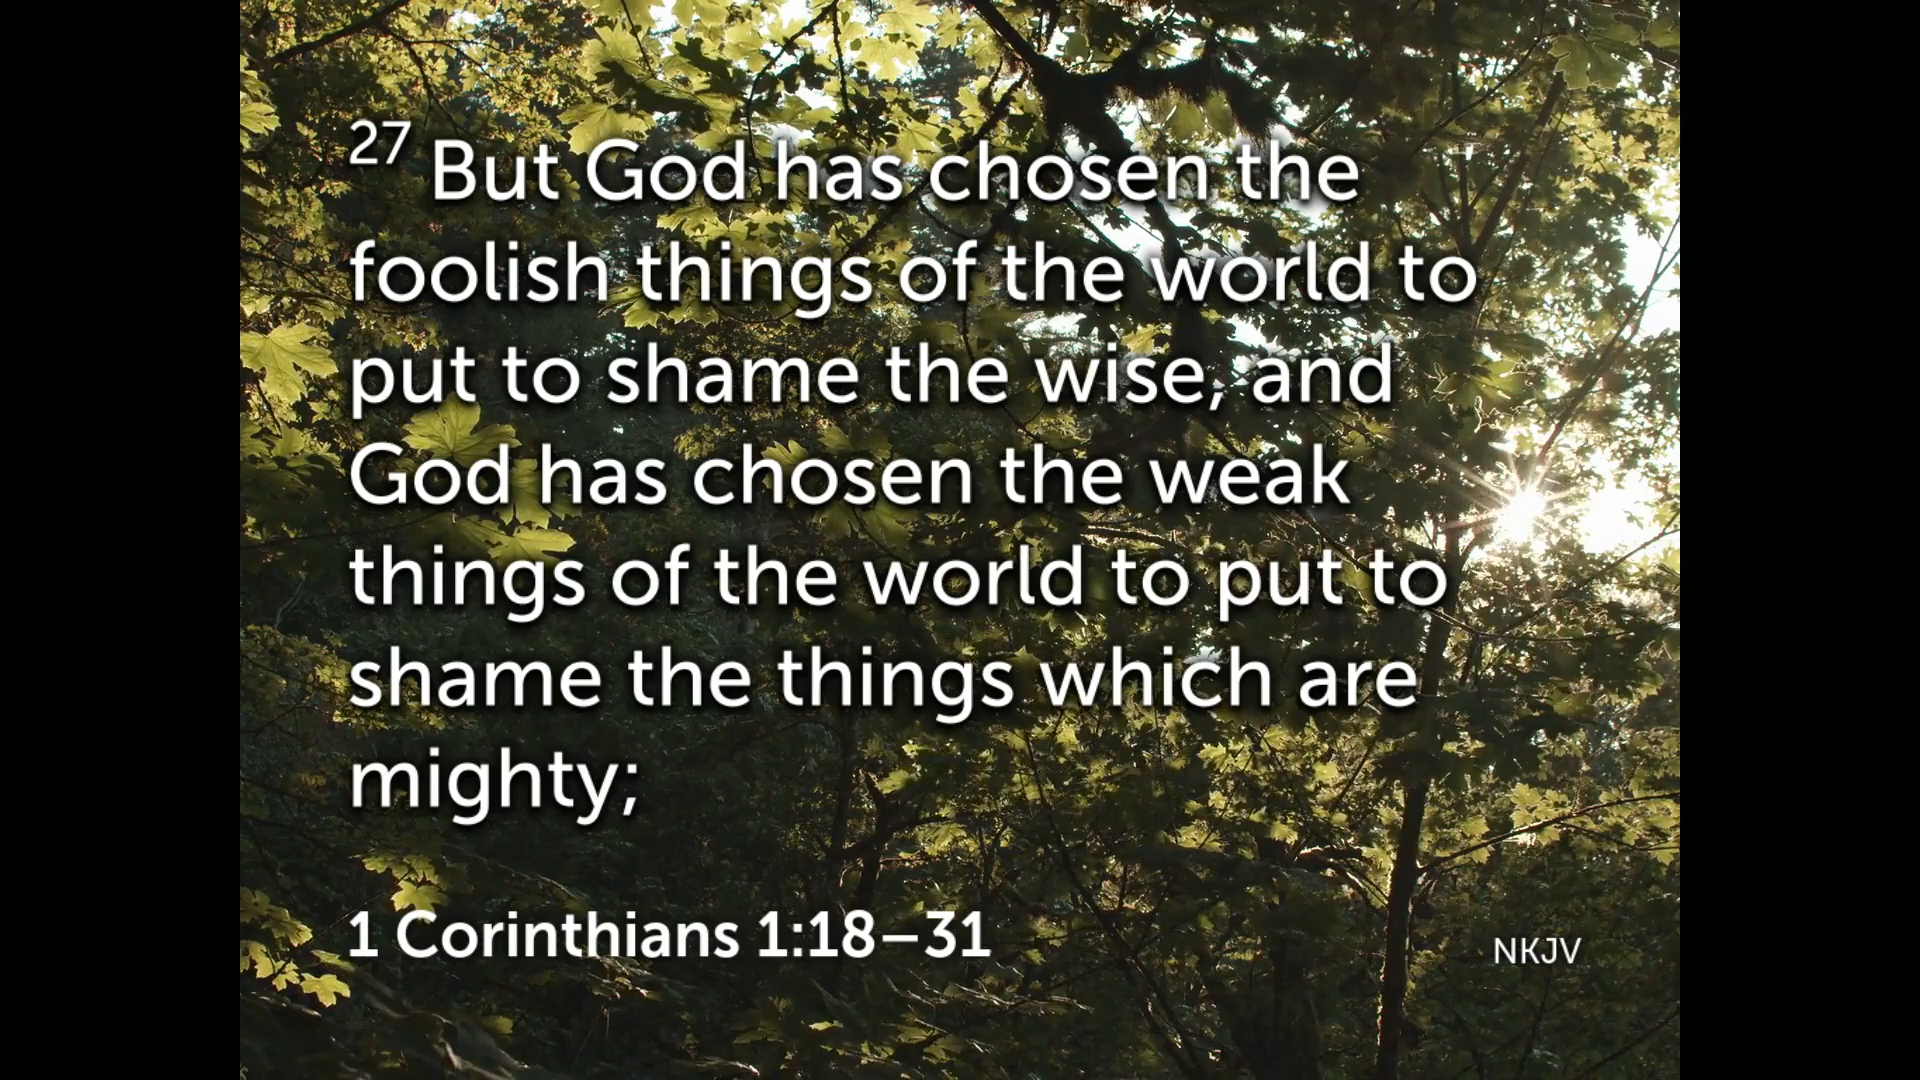 27 But God has chosen the
foolish things of the world to
put to shame the wise, and
God has chosen the weak
things of the world to put to
shame the things which are
mighty;
1 Corinthians 1:18–31
NKJV